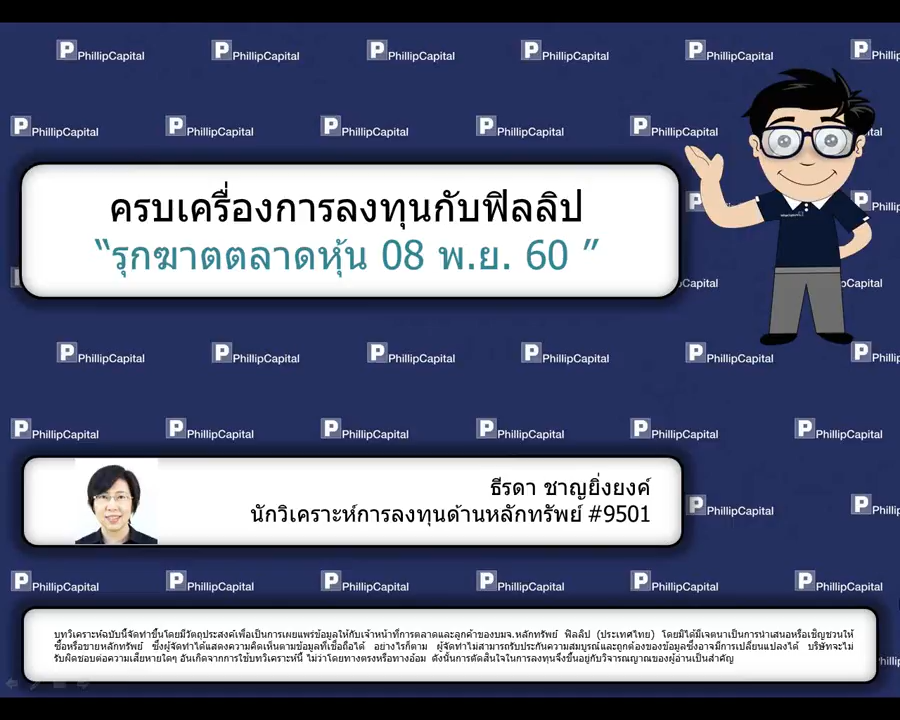 ครบเครื่องการลงทุนกับฟิลลิป
“รุกฆาตตลาดหุ้น 08 พ.ย. 60 ”
ธีรดา ชาญยิ่งยงค์
นักวิเคราะห์การลงทุนด้านหลักทรัพย์ #9501
บทวิเคราะห์ฉบับนี้จัดทำขึ้นโดยมีวัตถุประสงค์เพื่อเป็นการเผยแพร่ข้อมูลให้กับเจ้าหน้าที่การตลาดและลูกค้าของบมจ.หลักทรัพย์ ฟิลลิป (ประเทศไทย) โดยมิได้มีเจตนาเป็นการนำเสนอหรือเชิญชวนให้
ซื้อหรือขายหลักทรัพย์ ซึ่งผู้จัดทำได้แสดงความคิดเห็นตามข้อมูลที่เชื่อถือได้ อย่างไรก็ตาม ผู้จัดทำไม่สามารถรับประกันความสมบูรณ์และถูกต้องของข้อมูลซึ่งอาจมีการเปลี่ยนแปลงได้ บริษัทจะไม่
รับผิดชอบต่อความเสียหายใดๆ อันเกิดจากการใช้บทวิเคราะห์นี้ ไม่ว่าโดยทางตรงหรือทางอ้อม ดังนั้นการตัดสินใจในการลงทุนจึงขึ้นอยู่กับวิจารณญาณของผู้อ่านเป็นสำคัญ
PhillipCapital